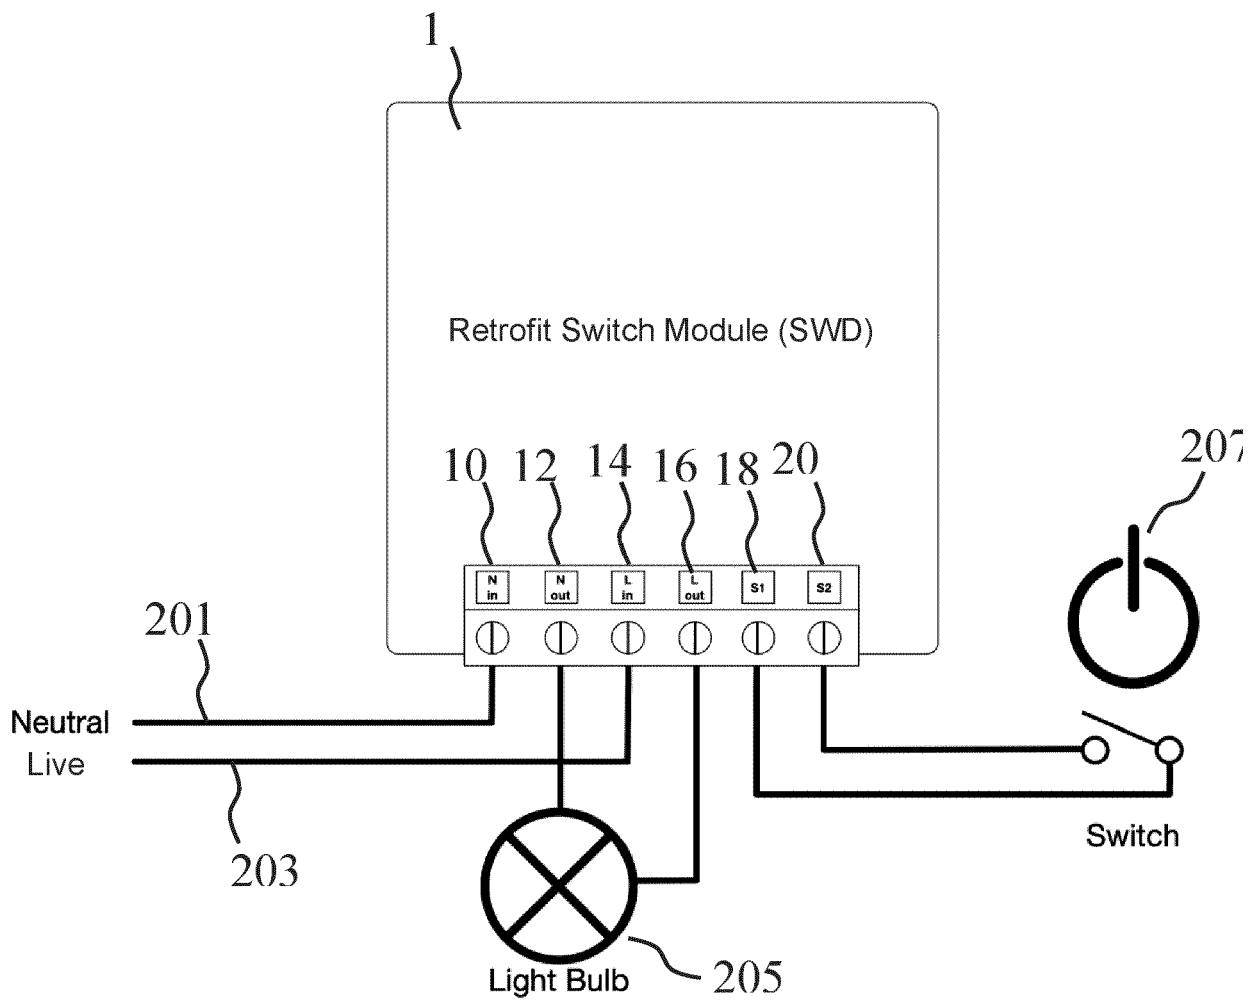 1
Retrofit Switch Module (SWD)
10 12 14 16 18 20
207
N in
N out
L in
L out
S1
S2
201
Neutral
Live
203
Switch
205
Light Bulb